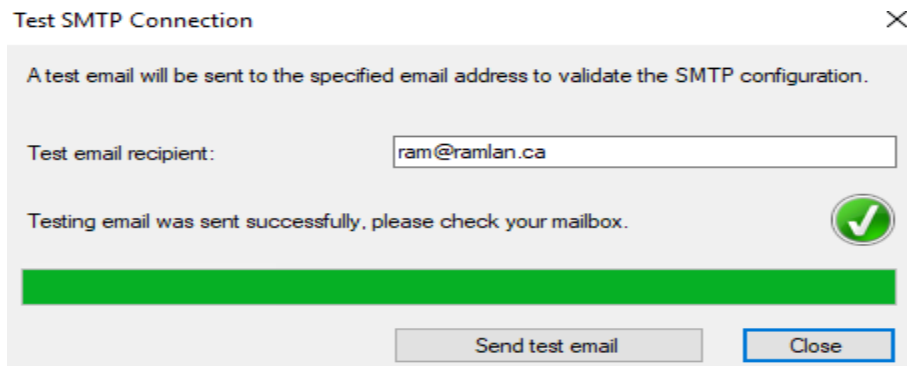 Test SMTP Connection
A test email will be sent to the specified email address to validate the SMTP configuration.
Test email recipient: ram@ramlan.ca
Testing email was sent successfully, please check your mailbox.
Send test email Close